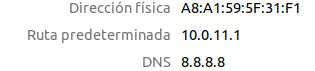 Dirección física A8:A1:59:5F:31:F1
Ruta predeterminada 10.0.11.1
DNS 8.8.8.8